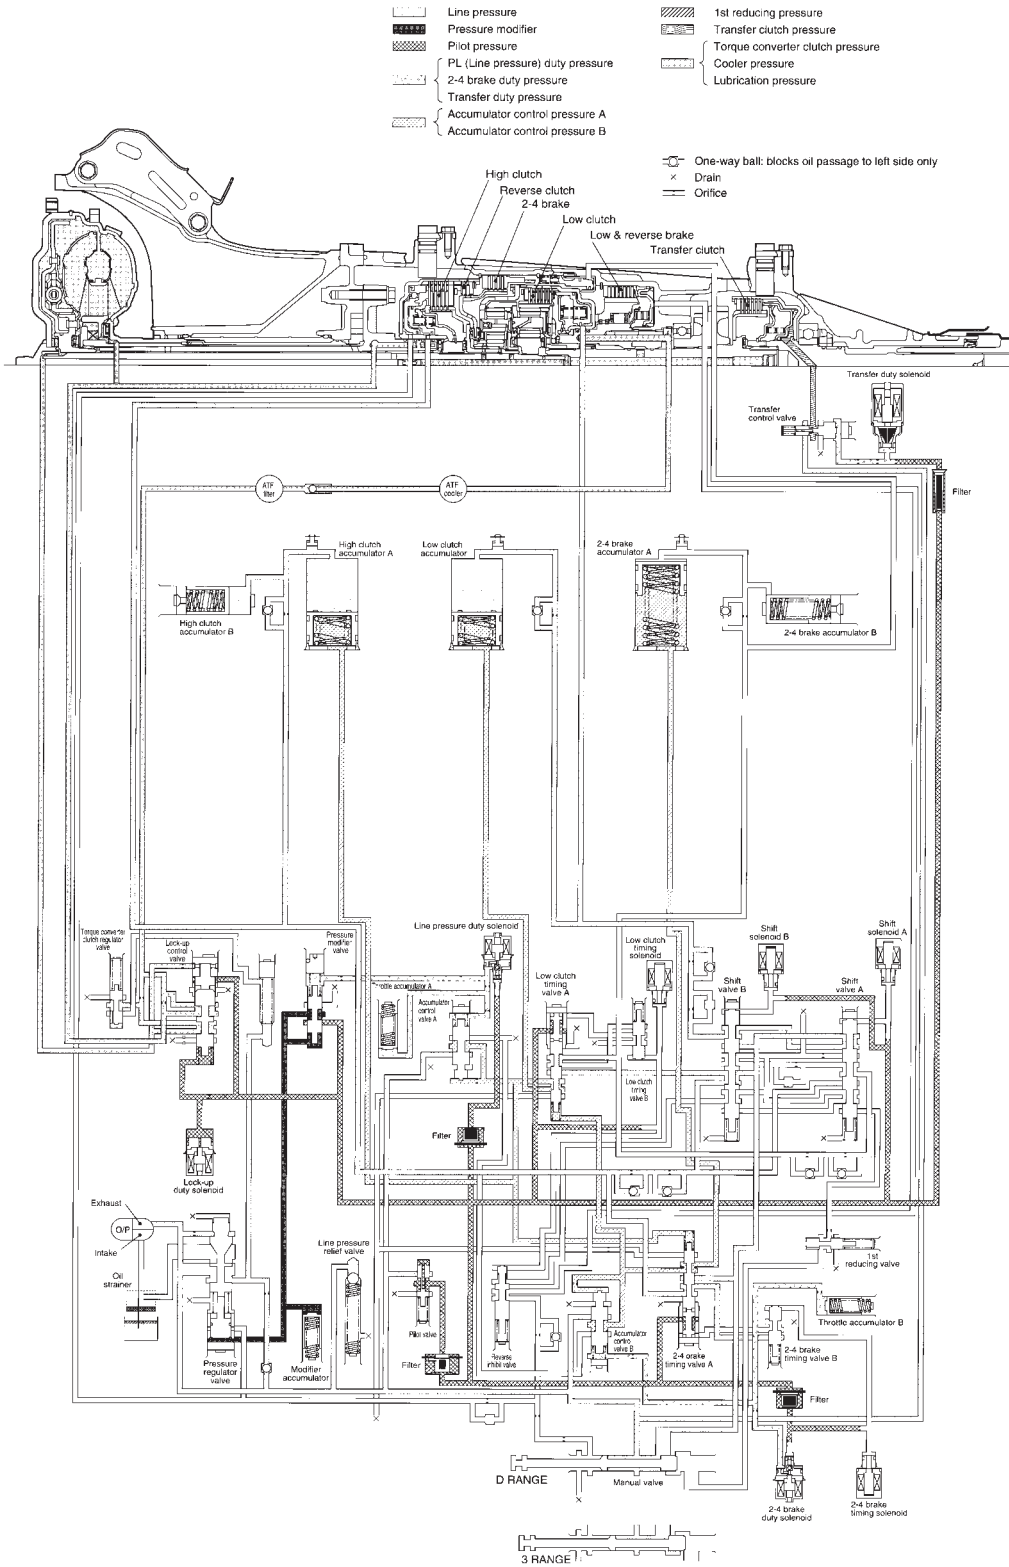 Line pressure
Pressure modifier
Pilot pressure
PL (Line pressure) duty pressure
2-4 brake duty pressure
Transfer duty pressure
Accumulator control pressure A
Accumulator control pressure B
1st reducing pressure
Transfer clutch pressure
Torque converter clutch pressure
Cooler pressure
Lubrication pressure
One-way ball: blocks oil passage to left side only
Drain
Orifice
High clutch
Reverse clutch
2-4 brake
Low clutch
Low & reverse brake
Transfer clutch
Transfer duty solenoid
Transfer
control valve
Filter
ATF
filter
ATF
cooler
High clutch
accumulator A
Low clutch
accumulator
2-4 brake
accumulator A
High clutch
accumulator B
2-4 brake accumulator B
Torque converter
clutch regulator
valve
Lock-up
control
valve
Pressure
modifier
valve
Line pressure duty solenoid
Throttle accumulator A
Accumulator
control
valve A
Low clutch
timing
valve A
Low clutch
timing
solenoid
Low clutch
timing
valve B
Shift
solenoid B
Shift
valve B
Shift
solenoid A
Shift
valve A
Filter
Lock-up
duty solenoid
Exhaust
O/P
Intake
Oil
strainer
Pressure
regulator
valve
Modifier
accumulator
Line pressure
relief valve
Pilot valve
Filter
Reverse
inhibit valve
Accumulator
control
valve B
2-4 brake
timing valve A
1st
reducing valve
Throttle accumulator B
2-4 brake
timing valve B
Filter
D RANGE
Manual valve
2-4 brake
duty solenoid
2-4 brake
timing solenoid
3 RANGE